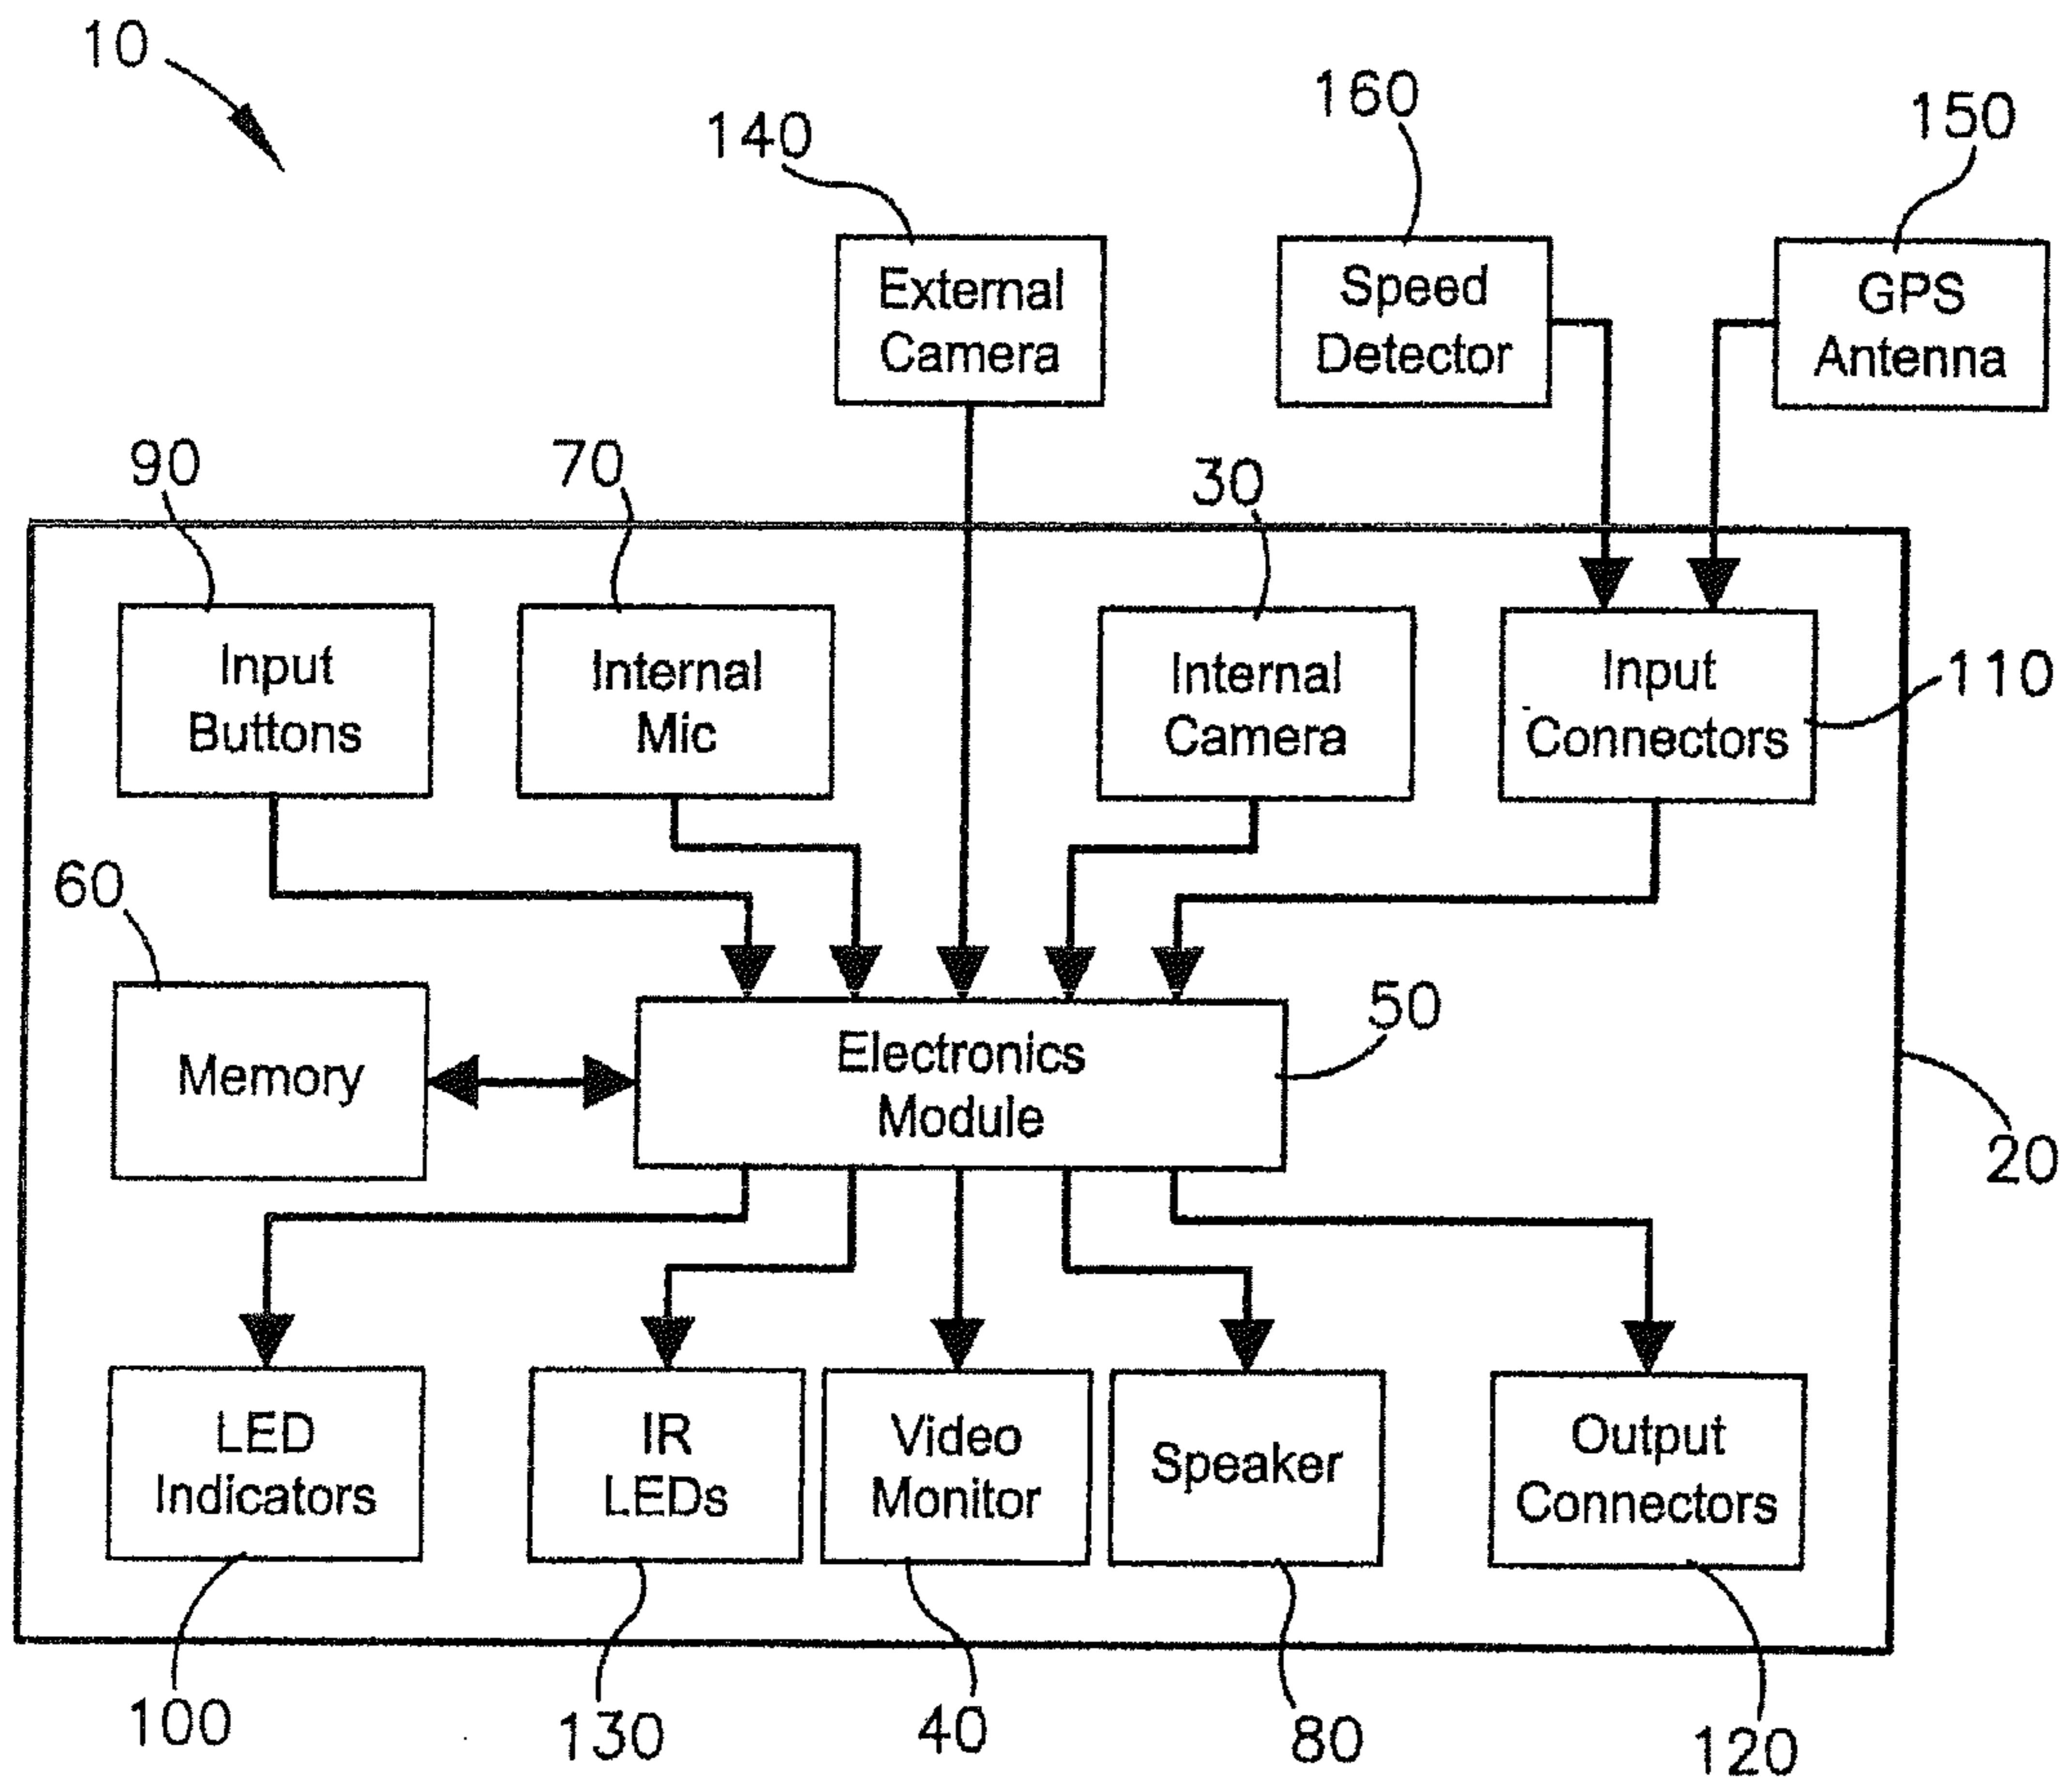 10
160
150
140
External
Camera
Speed
Detector
GPS
Antenna
90
70
30
Input
Buttons
Internal
Mic
Internal
Camera
Input
Connectors
110
60
Memory
Electronics
Module
50
20
LED
Indicators
IR
LEDs
Video
Monitor
Speaker
Output
Connectors
100
130
40
80
120